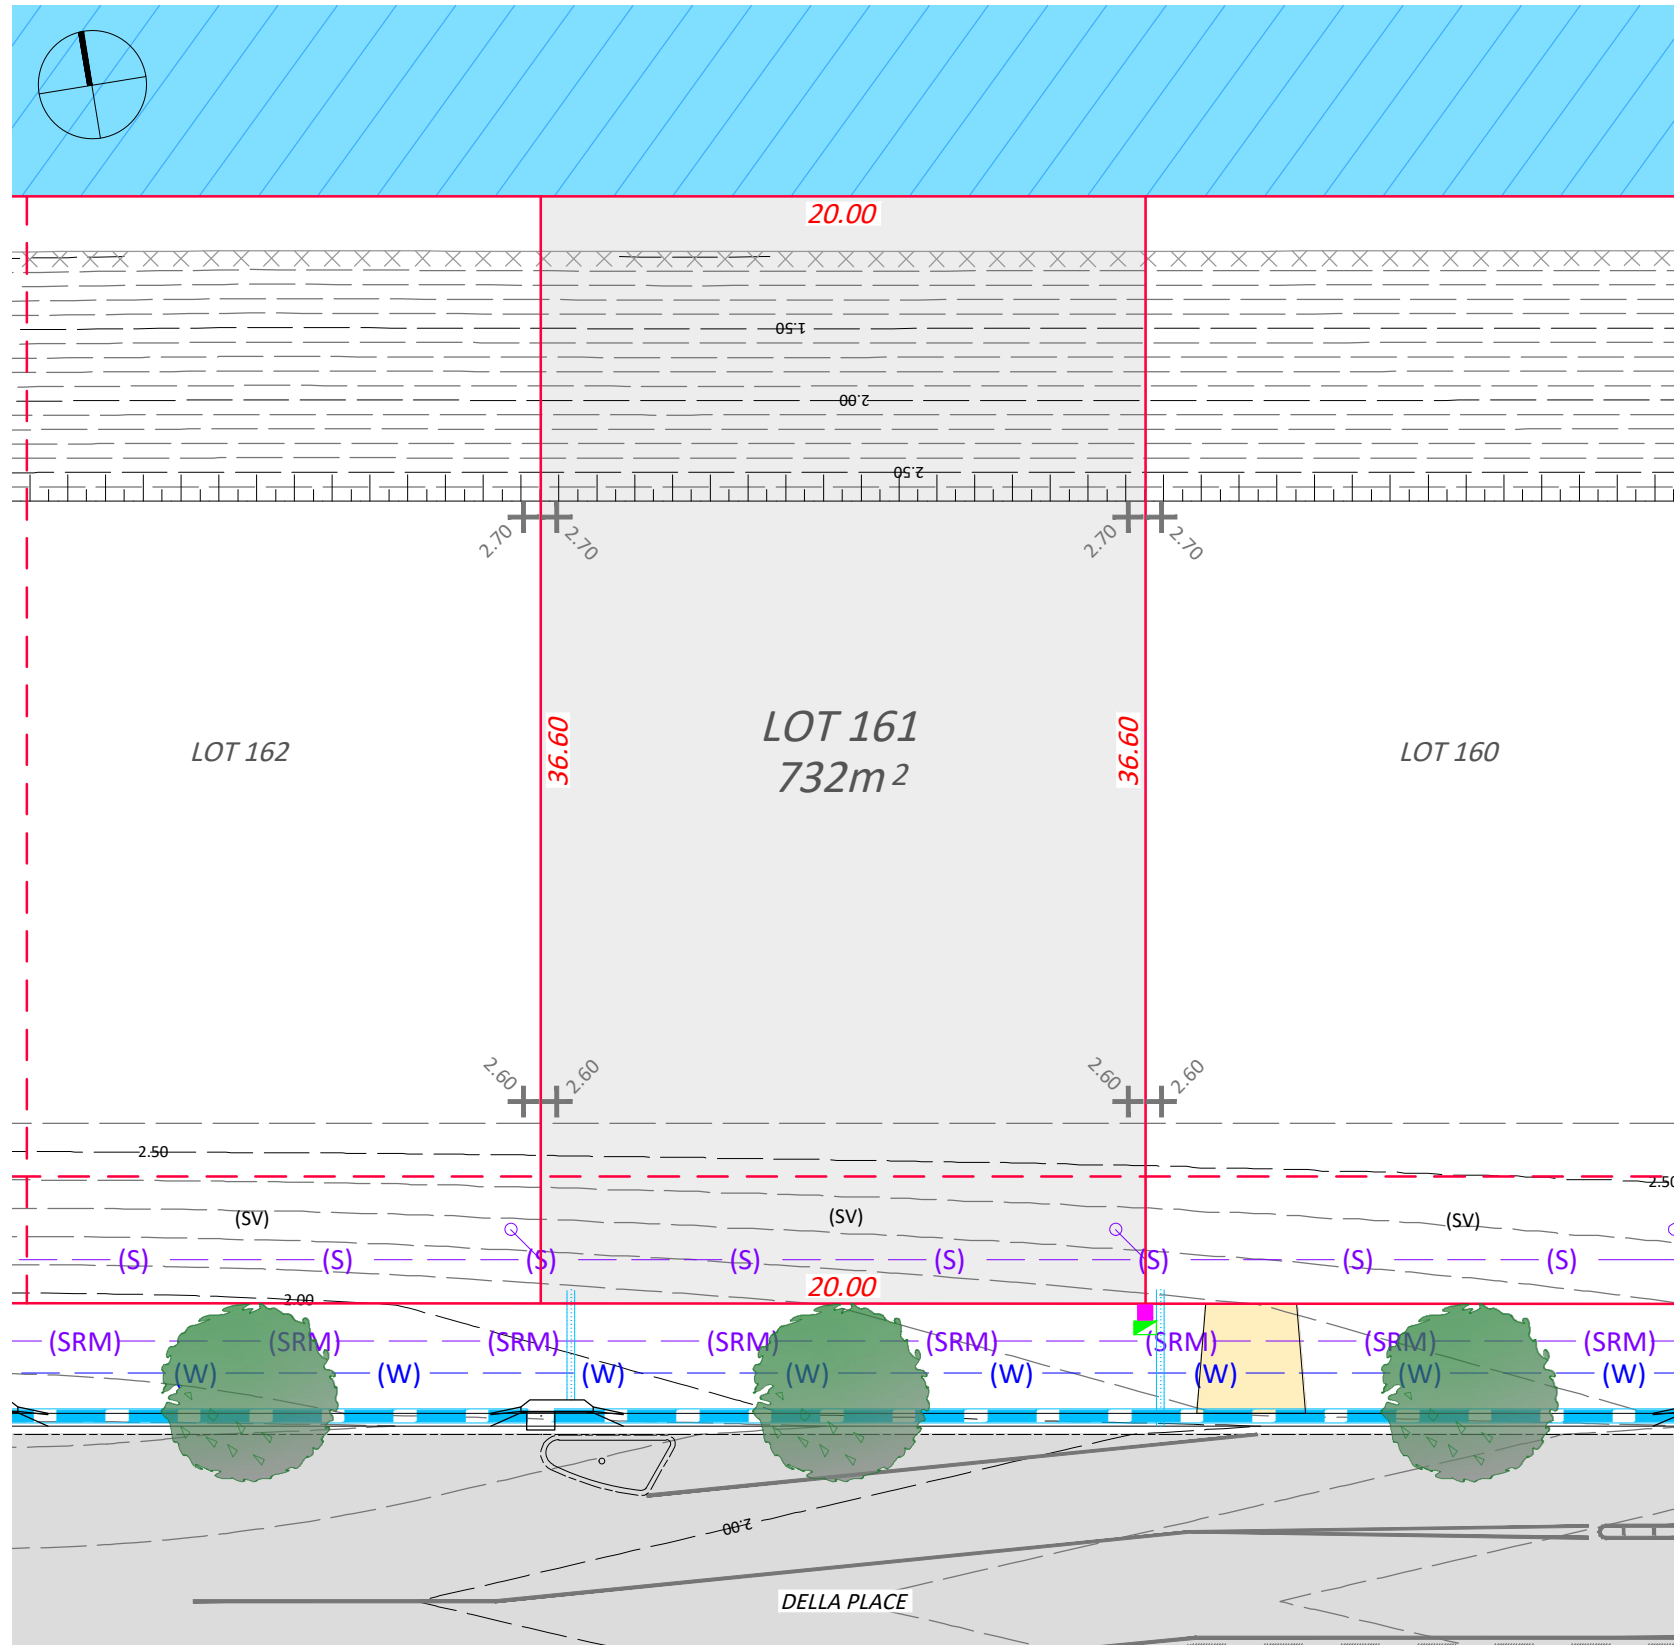 20.00
1.50
2.00
2.50
2.70 2.70 2.70 2.70
LOT 161
732m²
36.60 36.60
LOT 162
LOT 160
2.60 2.60 2.60 2.60
2.50
2.50
(SV) (SV) (SV)
(S) (S) (S) (S) (S) (S) (S) (S)
20.00
2.00
(SRM) (SRM) (SRM) (SRM) (SRM) (SRM) (SRM) (SRM)
(W) (W) (W) (W) (W) (W) (W) (W)
2.00
DELLA PLACE